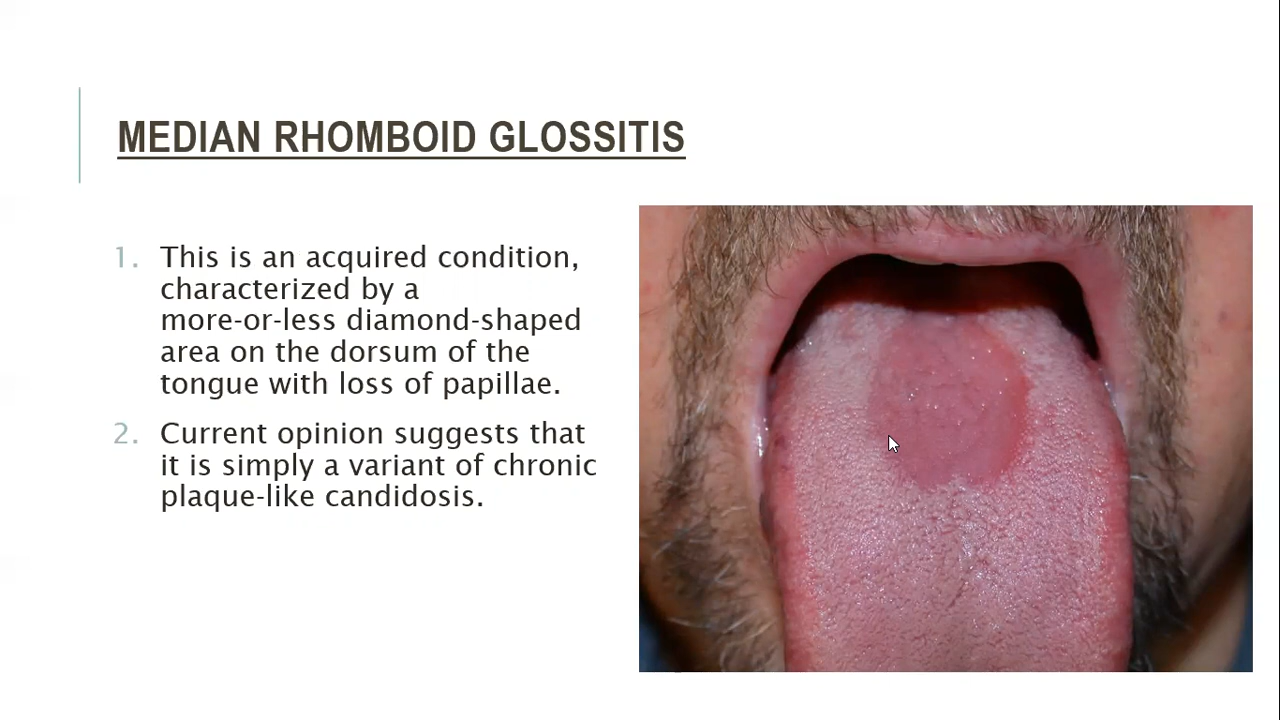 MEDIAN RHOMBOID GLOSSITIS
1. This is an acquired condition,
characterized by a
more-or-less diamond-shaped
area on the dorsum of the
tongue with loss of papillae.
2. Current opinion suggests that
it is simply a variant of chronic
plaque-like candidosis.